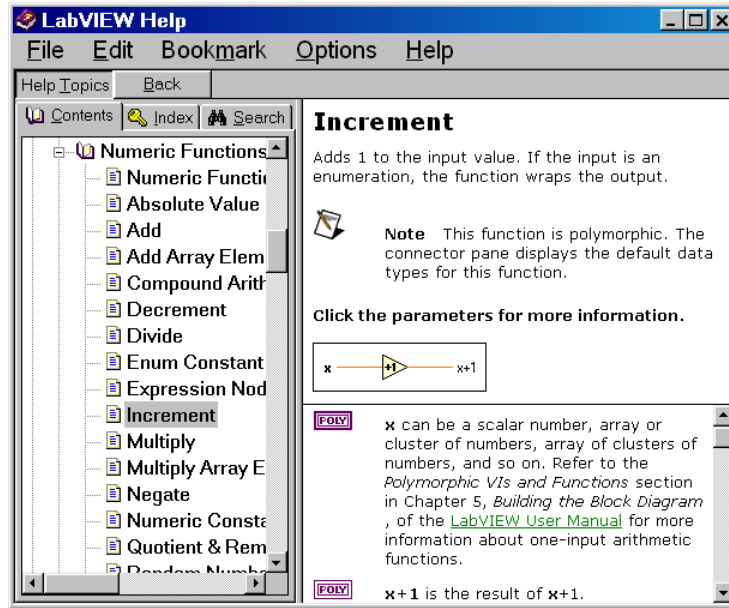 LabVIEW Help
File Edit Bookmark Options Help
Help Topics Back
Contents Index Search
Numeric Functions
Numeric Functi
Absolute Value
Add
Add Array Elem
Compound Arith
Decrement
Divide
Enum Constant
Expression Nod
Increment
Multiply
Multiply Array E
Negate
Numeric Consta
Quotient & Rem
Random Numbe
Increment
Adds 1 to the input value. If the input is an
enumeration, the function wraps the output.
Note This function is polymorphic. The
connector pane displays the default data
types for this function.
Click the parameters for more information.
x +1 x+1
POLY x can be a scalar number, array or
cluster of numbers, array of clusters of
numbers, and so on. Refer to the
Polymorphic VIs and Functions section
in Chapter 5, Building the Block Diagram
, of the LabVIEW User Manual for more
information about one-input arithmetic
functions.
POLY x+1 is the result of x+1.